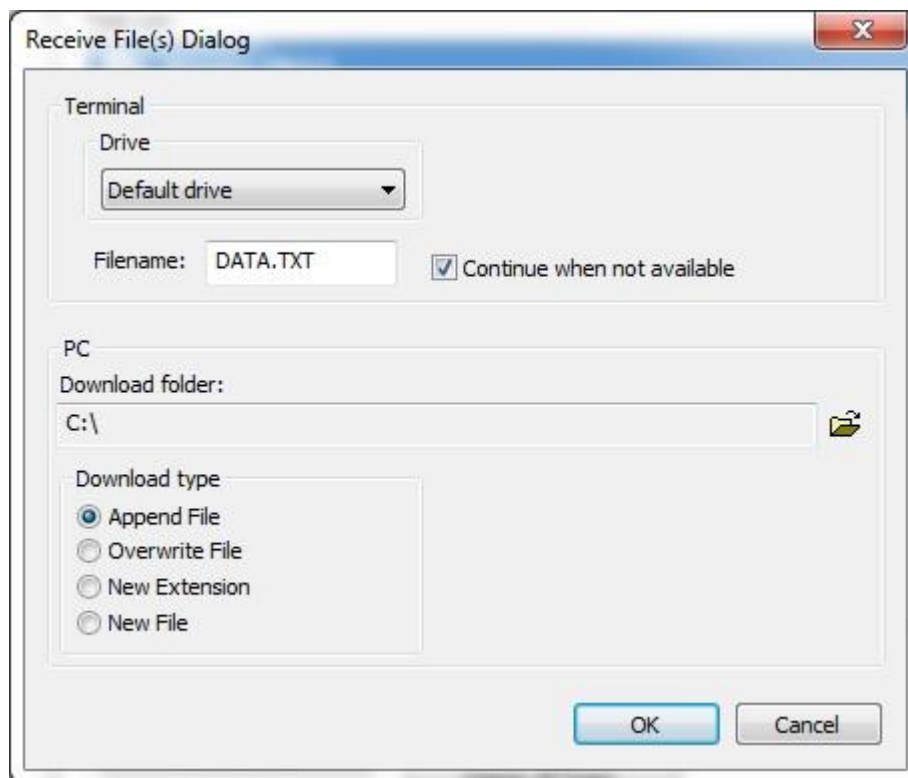 Receive File(s) Dialog
Terminal
Drive
Default drive
Filename: DATA.TXT Continue when not available
PC
Download folder:
C:\
Download type
Append File
Overwrite File
New Extension
New File
OK Cancel